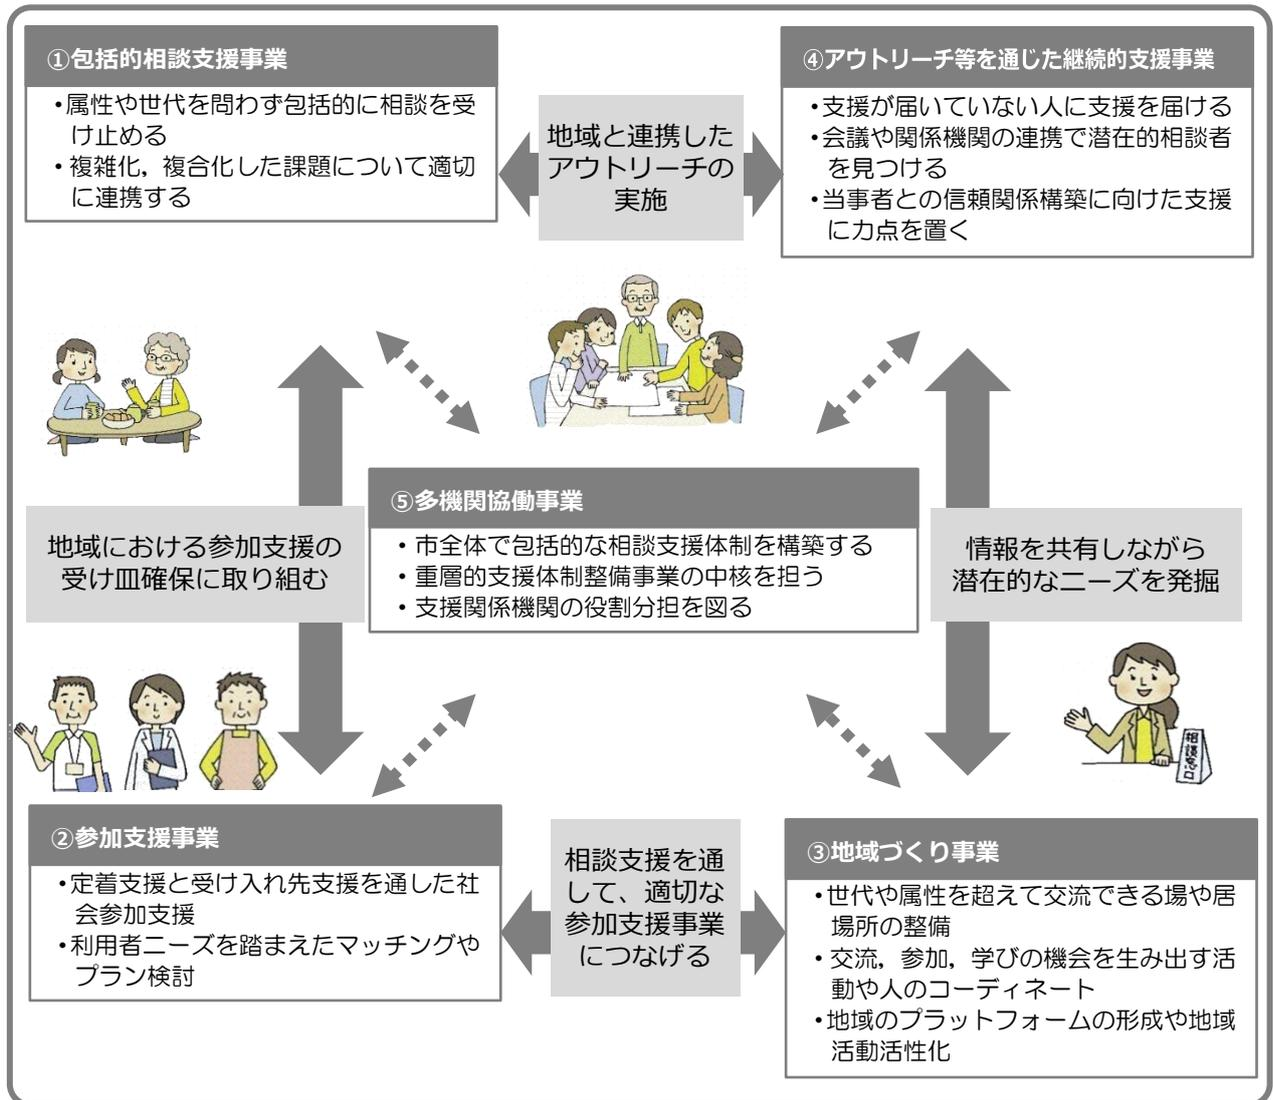 ①包括的相談支援事業
・属性や世代を問わず包括的に相談を受
け止める
・複雑化，複合化した課題について適切
に連携する
地域と連携した
アウトリーチの
実施
④アウトリーチ等を通じた継続的支援事業
・支援が届いていない人に支援を届ける
・会議や関係機関の連携で潜在的相談者
を見つける
・当事者との信頼関係構築に向けた支援
に力点を置く
地域における参加支援の
受け皿確保に取り組む
⑤多機関協働事業
・市全体で包括的な相談支援体制を構築する
・重層的支援体制整備事業の中核を担う
・支援関係機関の役割分担を図る
情報を共有しながら
潜在的なニーズを発掘
相談窓口
②参加支援事業
・定着支援と受け入れ先支援を通した社
会参加支援
・利用者ニーズを踏まえたマッチングや
プラン検討
相談支援を通
して、適切な
参加支援事業
につなげる
③地域づくり事業
・世代や属性を超えて交流できる場や居
場所の整備
・交流，参加，学びの機会を生み出す活
動や人のコーディネート
・地域のプラットフォームの形成や地域
活動活性化